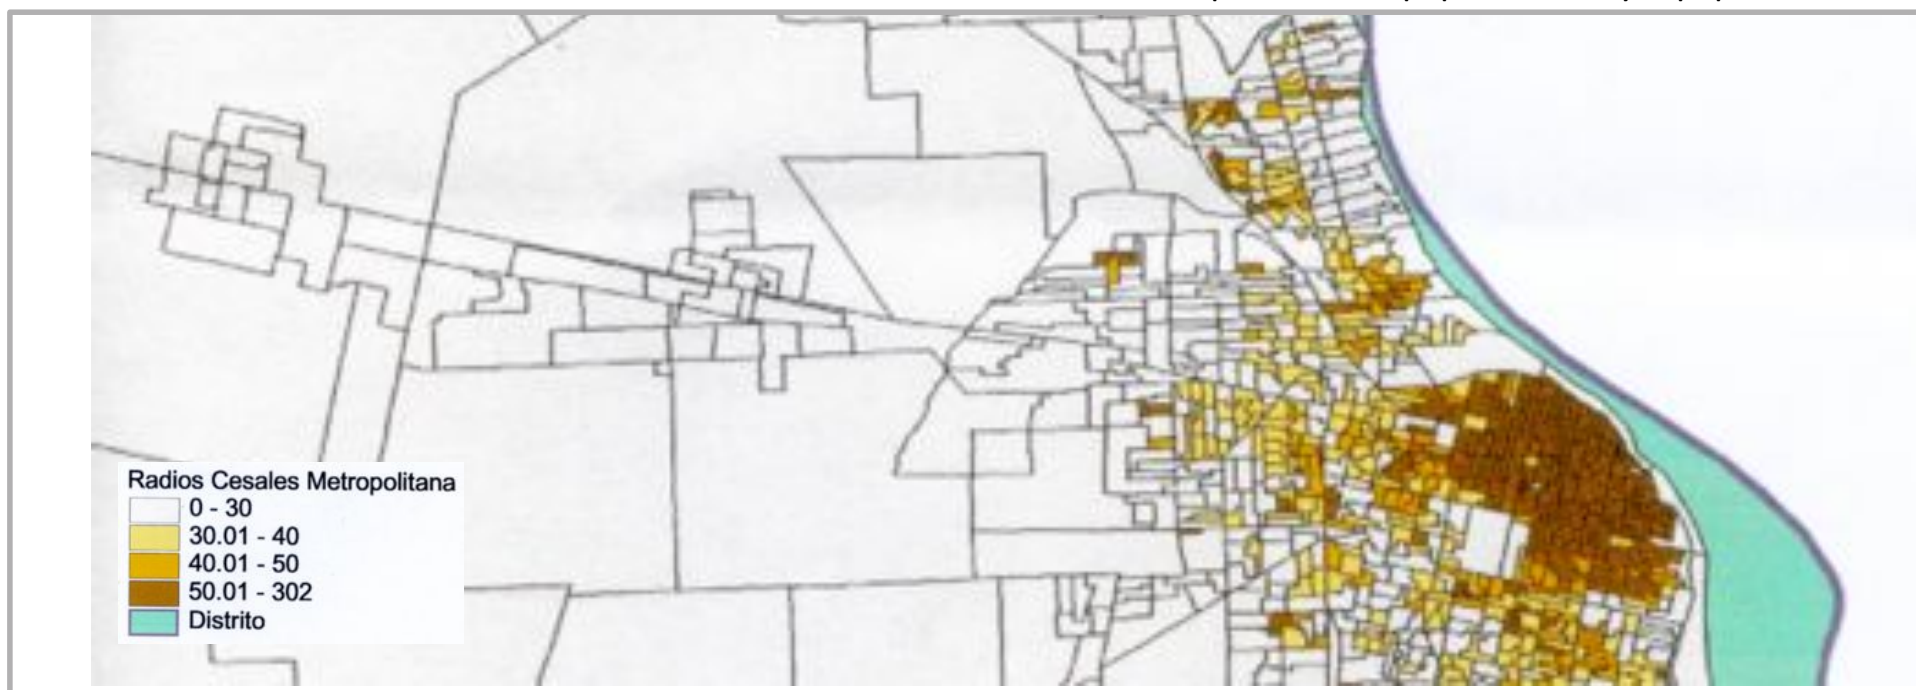 Radios Cesales Metropolitana
0 - 30
30.01 - 40
40.01 - 50
50.01 - 302
Distrito